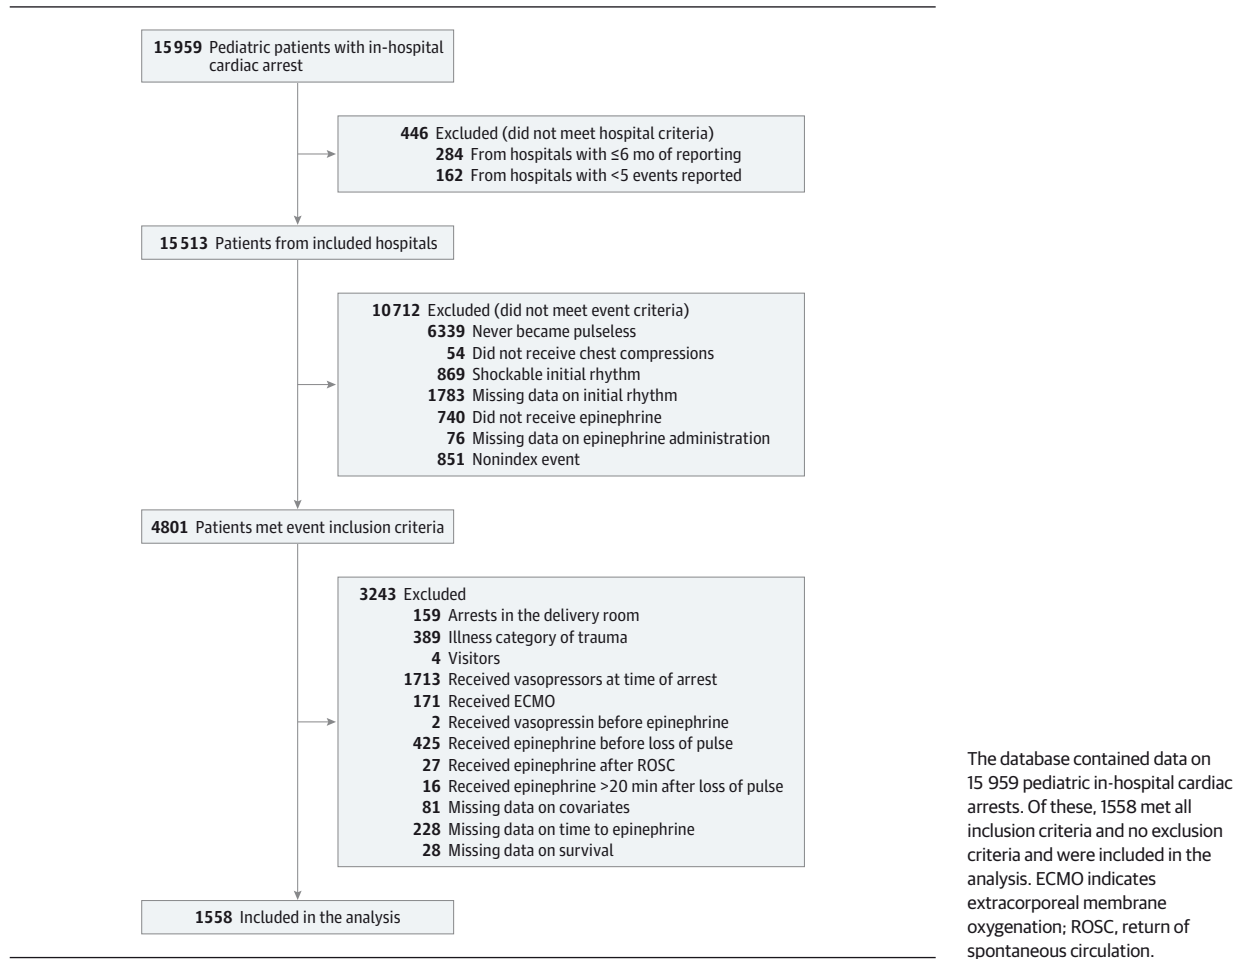 15 959 Pediatric patients with in-hospital
cardiac arrest
446 Excluded (did not meet hospital criteria)
284 From hospitals with ≤6 mo of reporting
162 From hospitals with <5 events reported
15 513 Patients from included hospitals
10 712 Excluded (did not meet event criteria)
6339 Never became pulseless
54 Did not receive chest compressions
869 Shockable initial rhythm
1783 Missing data on initial rhythm
740 Did not receive epinephrine
76 Missing data on epinephrine administration
851 Nonindex event
4801 Patients met event inclusion criteria
3243 Excluded
159 Arrests in the delivery room
389 Illness category of trauma
4 Visitors
1713 Received vasopressors at time of arrest
171 Received ECMO
2 Received vasopressin before epinephrine
425 Received epinephrine before loss of pulse
27 Received epinephrine after ROSC
16 Received epinephrine >20 min after loss of pulse
81 Missing data on covariates
228 Missing data on time to epinephrine
28 Missing data on survival
1558 Included in the analysis
The database contained data on
15 959 pediatric in-hospital cardiac
arrests. Of these, 1558 met all
inclusion criteria and no exclusion
criteria and were included in the
analysis. ECMO indicates
extracorporeal membrane
oxygenation; ROSC, return of
spontaneous circulation.